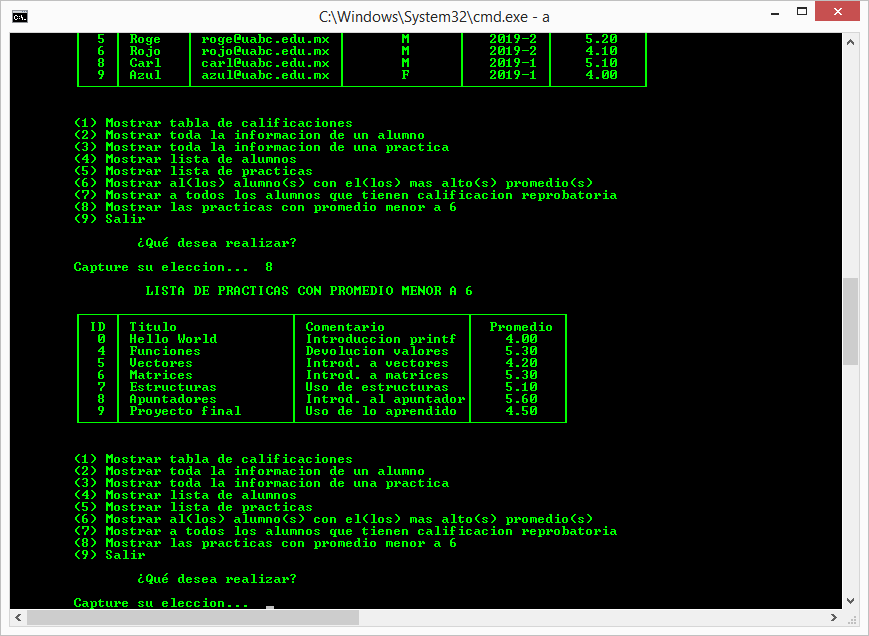 C:\Windows\System32\cmd.exe - a
5 Roge roge@uabc.edu.mx M 2019-2 5.20
6 Rojo rojo@uabc.edu.mx M 2019-2 4.10
8 Carl carl@uabc.edu.mx M 2019-1 5.10
9 Azul azul@uabc.edu.mx F 2019-1 4.00
(1) Mostrar tabla de calificaciones
(2) Mostrar toda la informacion de un alumno
(3) Mostrar toda la informacion de una practica
(4) Mostrar lista de alumnos
(5) Mostrar lista de practicas
(6) Mostrar al(los) alumno(s) con el(los) mas alto(s) promedio(s)
(7) Mostrar a todos los alumnos que tienen calificacion reprobatoria
(8) Mostrar las practicas con promedio menor a 6
(9) Salir
¿Qué desea realizar?
Capture su eleccion... 8
LISTA DE PRACTICAS CON PROMEDIO MENOR A 6
ID Titulo Comentario Promedio
0 Hello World Introduccion printf 4.00
4 Funciones Devolucion valores 5.30
5 Vectores Introd. a vectores 4.20
6 Matrices Introd. a matrices 5.30
7 Estructuras Uso de estructuras 5.10
8 Apuntadores Introd. al apuntador 5.60
9 Proyecto final Uso de lo aprendido 4.50
(1) Mostrar tabla de calificaciones
(2) Mostrar toda la informacion de un alumno
(3) Mostrar toda la informacion de una practica
(4) Mostrar lista de alumnos
(5) Mostrar lista de practicas
(6) Mostrar al(los) alumno(s) con el(los) mas alto(s) promedio(s)
(7) Mostrar a todos los alumnos que tienen calificacion reprobatoria
(8) Mostrar las practicas con promedio menor a 6
(9) Salir
¿Qué desea realizar?
Capture su eleccion... _